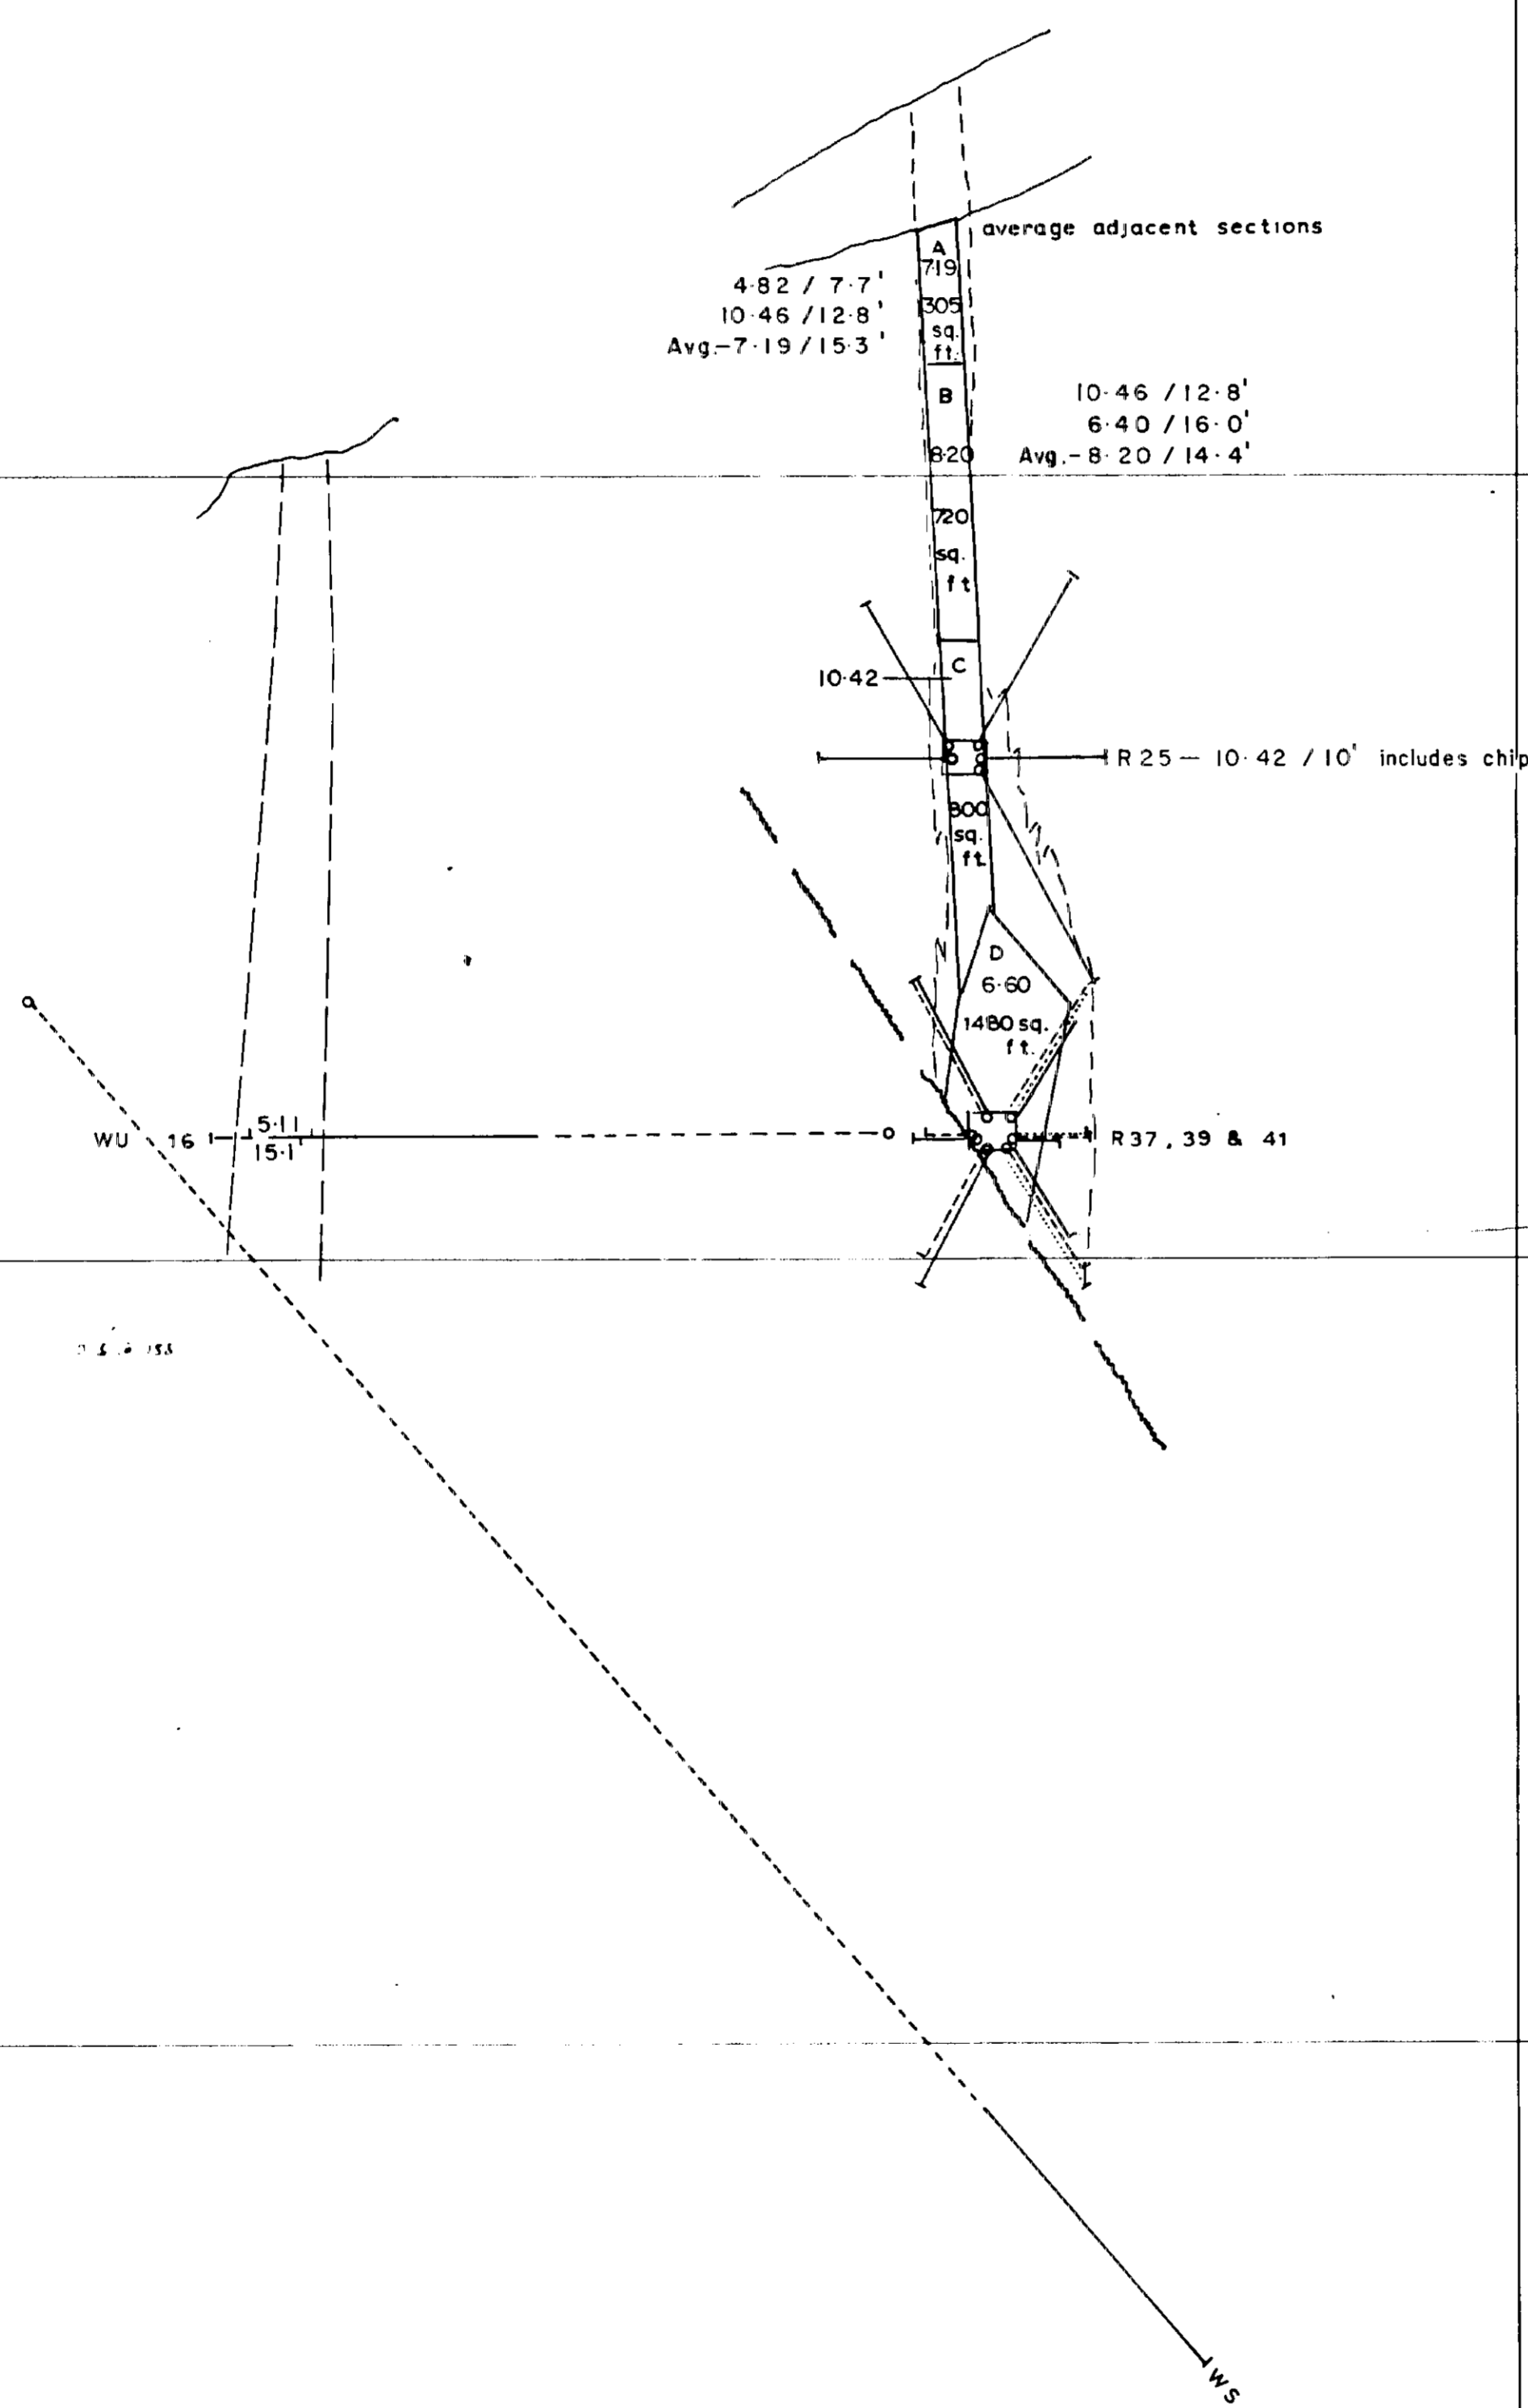 average adjacent sections
A
7.19
305
sq.
ft.
4.82 / 7.7'
10.46 / 12.8'
Avg.-7.19 / 15.3'
B
8.20
720
sq.
ft
10.46 / 12.8'
6.40 / 16.0'
Avg.-8.20 / 14.4'
C
10.42
R 25 — 10.42 / 10' includes chip
800
sq.
ft
D
6.60
1480 sq.
ft.
WU 16
5.11
15.1'
R 37, 39 & 41
WS